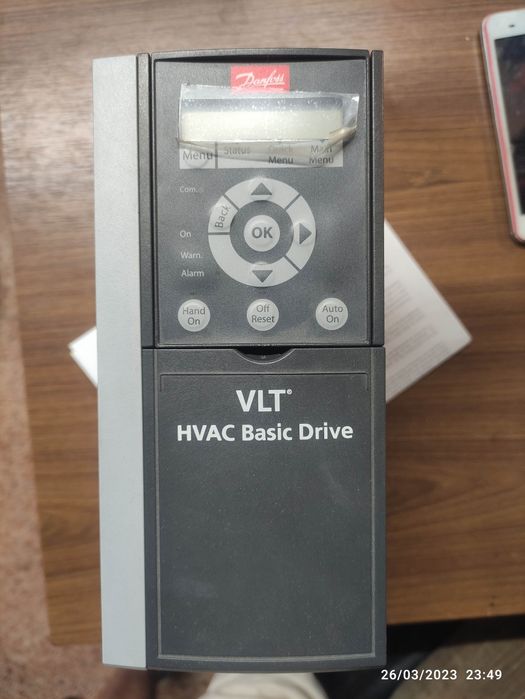 Danfoss
Menu Status Quick Menu Main Menu
Com.
Back
OK
On
Warn.
Alarm
Hand On
Off Reset
Auto On
VLT®
HVAC Basic Drive
26/03/2023 23:49